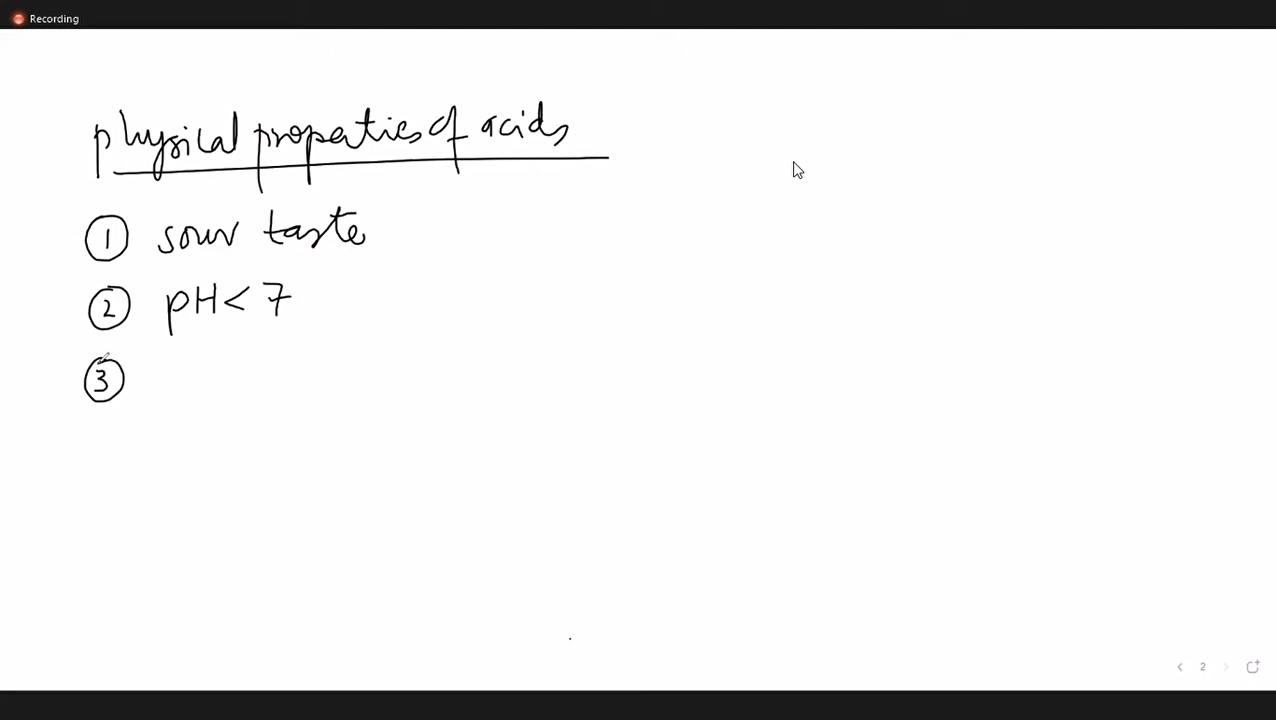 Recording
physical properties of acids
① sour taste
② pH < 7
③
2